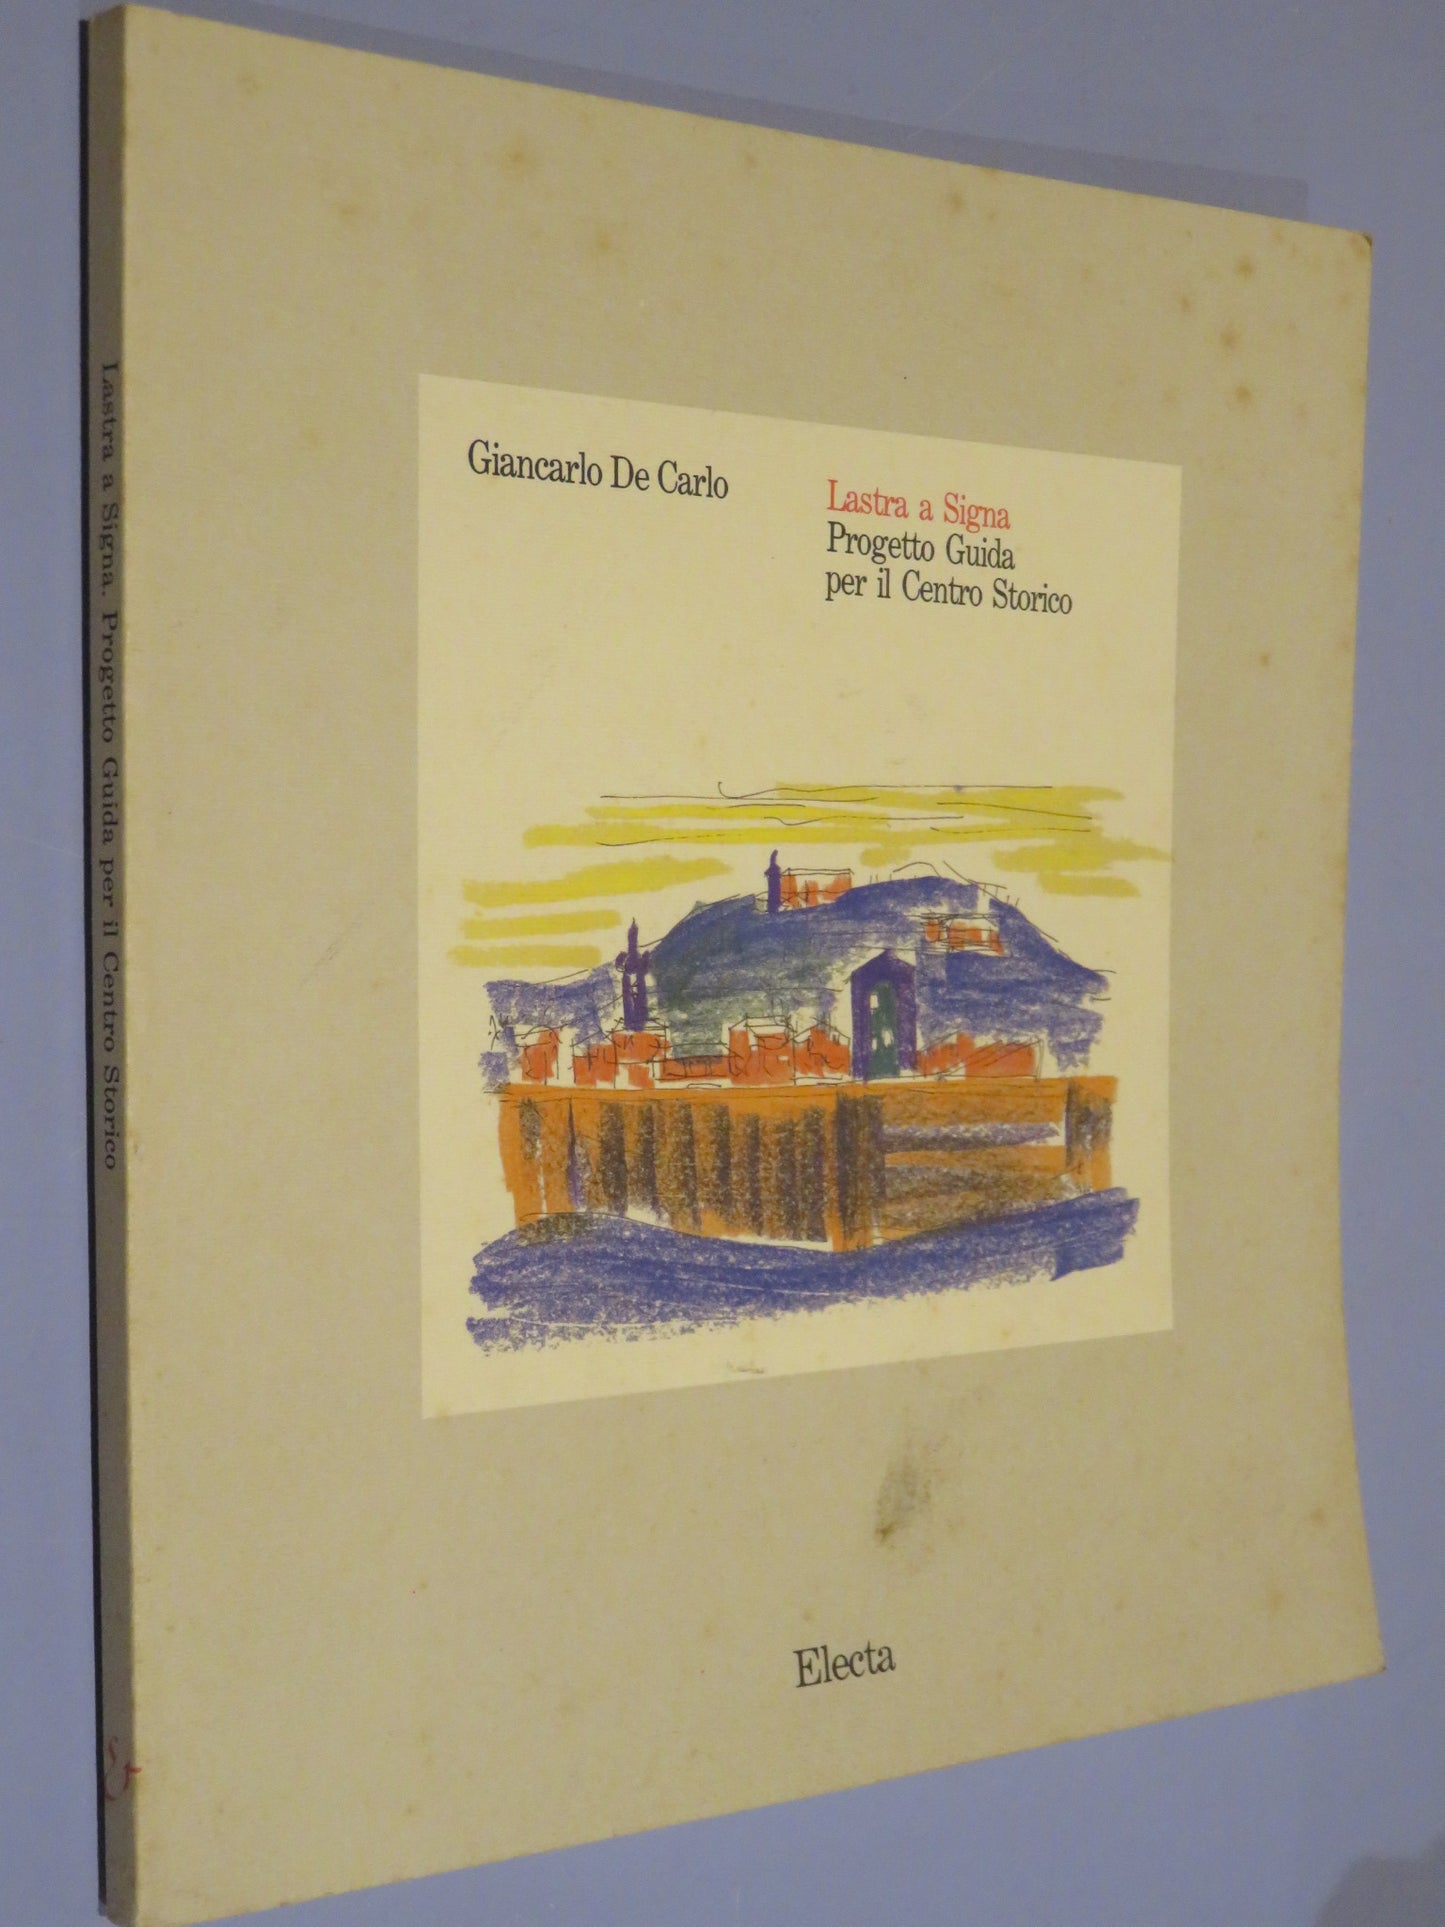 Giancarlo De Carlo
Lastra a Signa
Progetto Guida
per il Centro Storico
Electa
Lastra a Signa. Progetto Guida per il Centro Storico